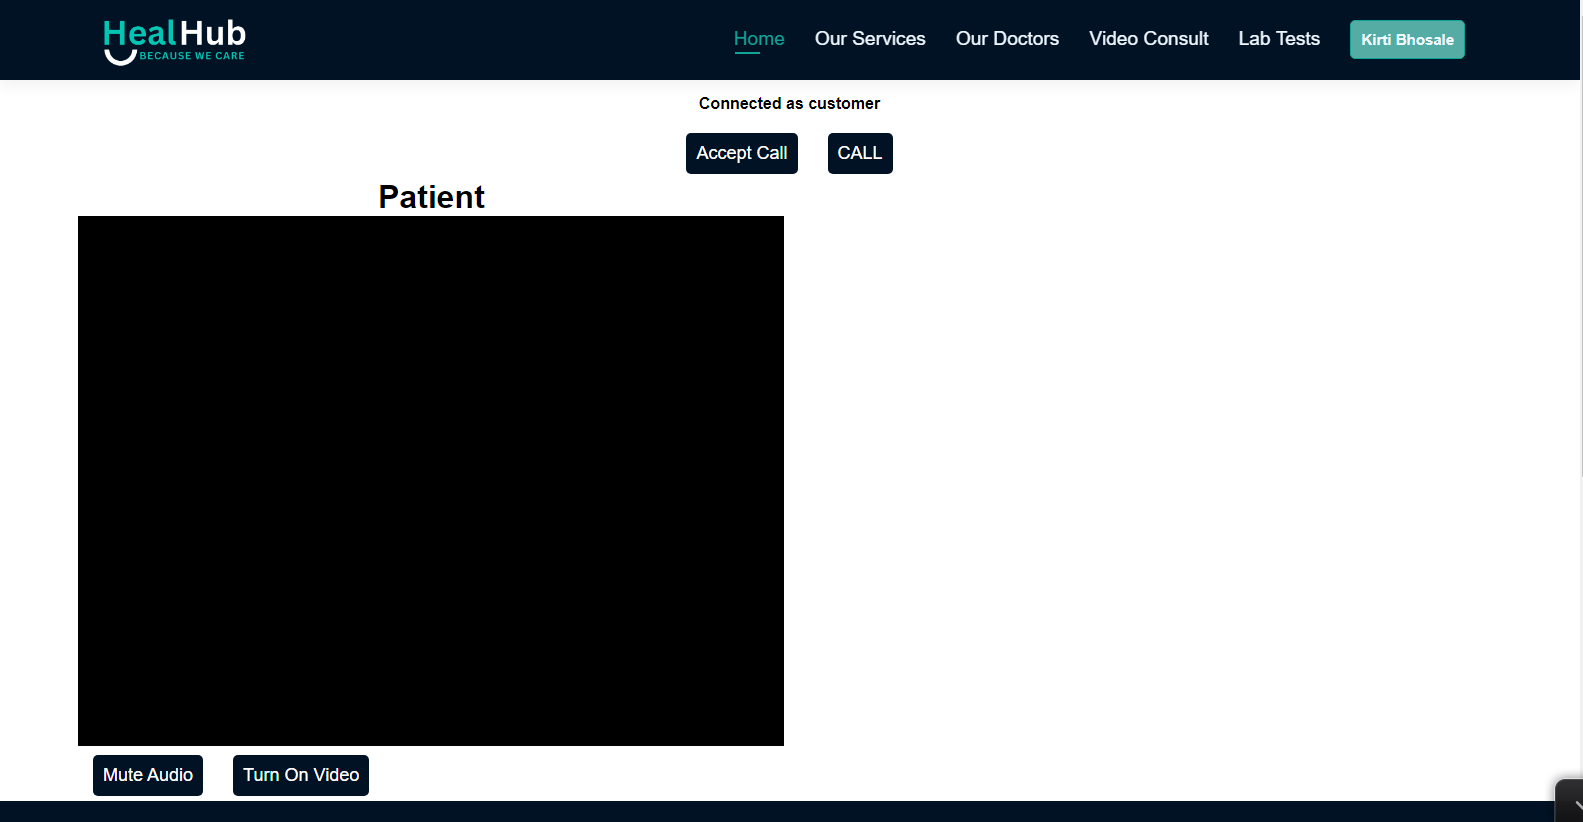 HealHub
BECAUSE WE CARE
Home Our Services Our Doctors Video Consult Lab Tests Kirti Bhosale
Connected as customer
Accept Call CALL
Patient
Mute Audio Turn On Video